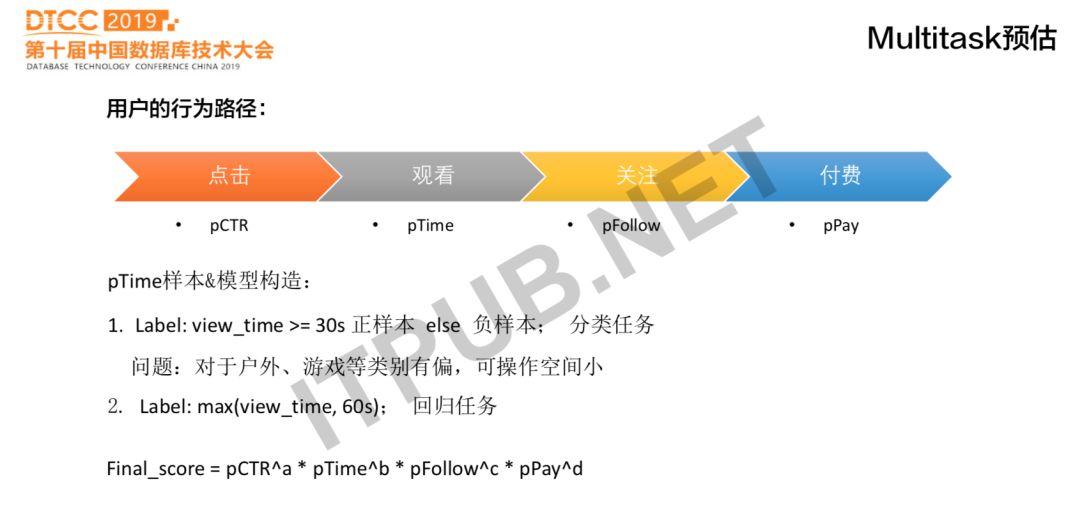 DTCC 2019
第十届中国数据库技术大会
DATABASE TECHNOLOGY CONFERENCE CHINA 2019
Multitask预估
用户的行为路径：
点击 观看 关注 付费
• pCTR • pTime • pFollow • pPay
pTime样本&模型构造：
1. Label: view_time >= 30s 正样本 else 负样本； 分类任务
问题：对于户外、游戏等类别有偏，可操作空间小
2. Label: max(view_time, 60s)； 回归任务
Final_score = pCTR^a * pTime^b * pFollow^c * pPay^d
ITPUB.NET